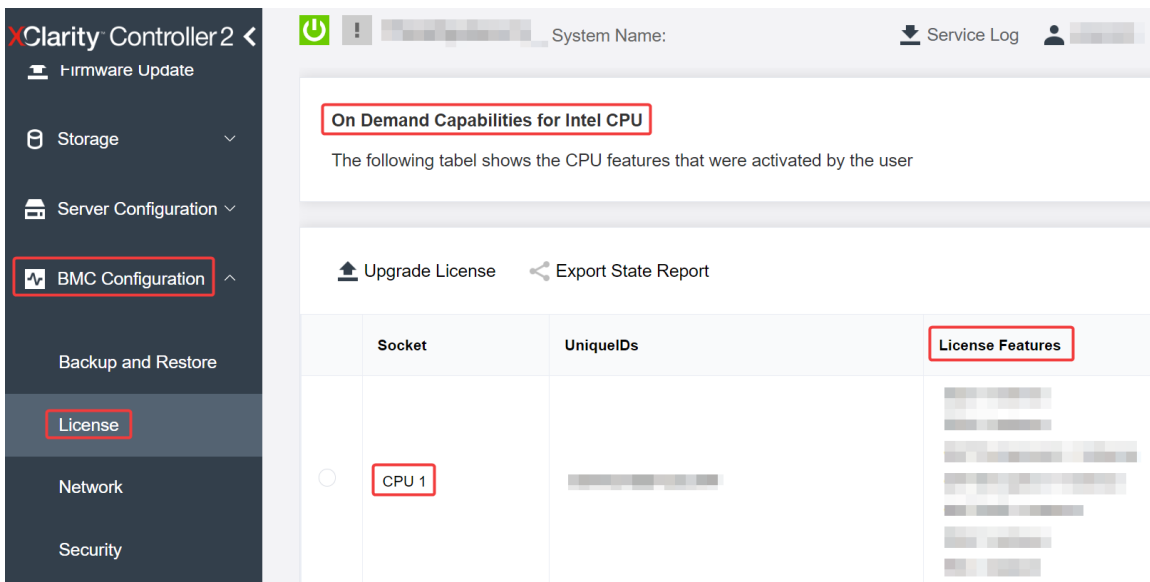 XClarity Controller 2
Firmware Update
Storage
Server Configuration
BMC Configuration
Backup and Restore
License
Network
Security
System Name:
Service Log
On Demand Capabilities for Intel CPU
The following tabel shows the CPU features that were activated by the user
Upgrade License
Export State Report
Socket
UniqueIDs
License Features
CPU 1